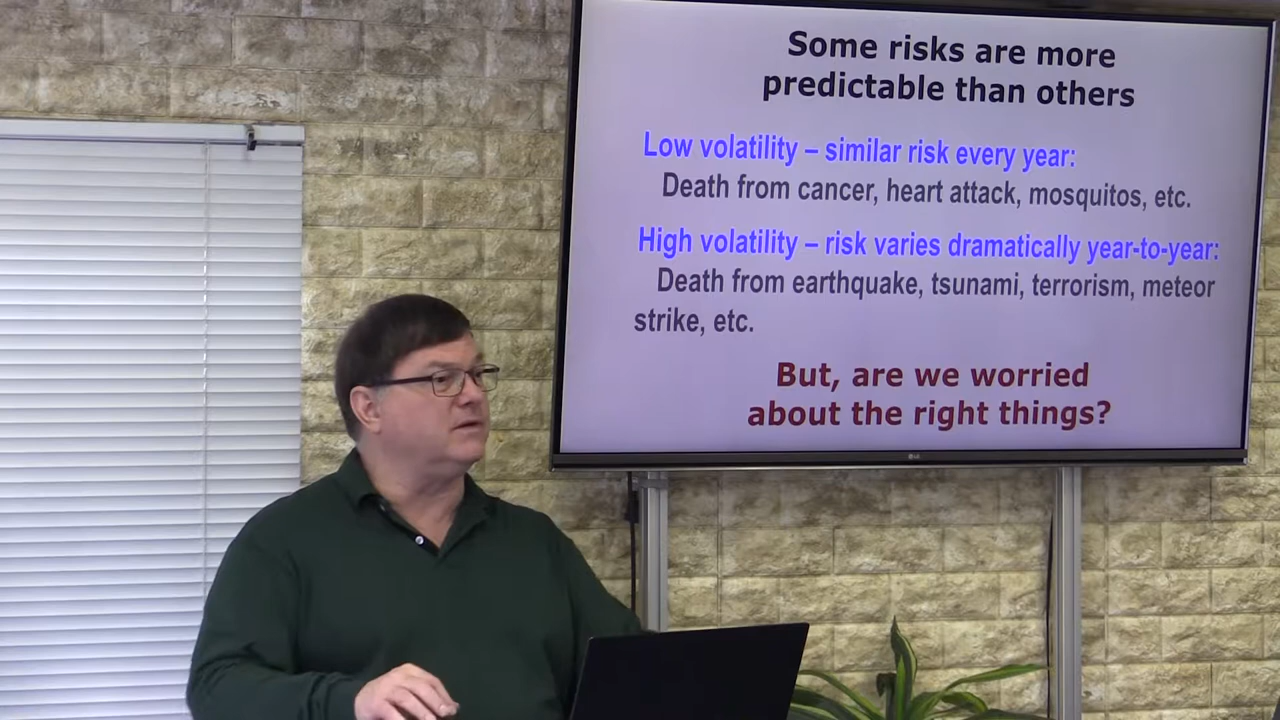 Some risks are more
predictable than others
Low volatility – similar risk every year:
Death from cancer, heart attack, mosquitos, etc.
High volatility – risk varies dramatically year-to-year:
Death from earthquake, tsunami, terrorism, meteor
strike, etc.
But, are we worried
about the right things?
LG